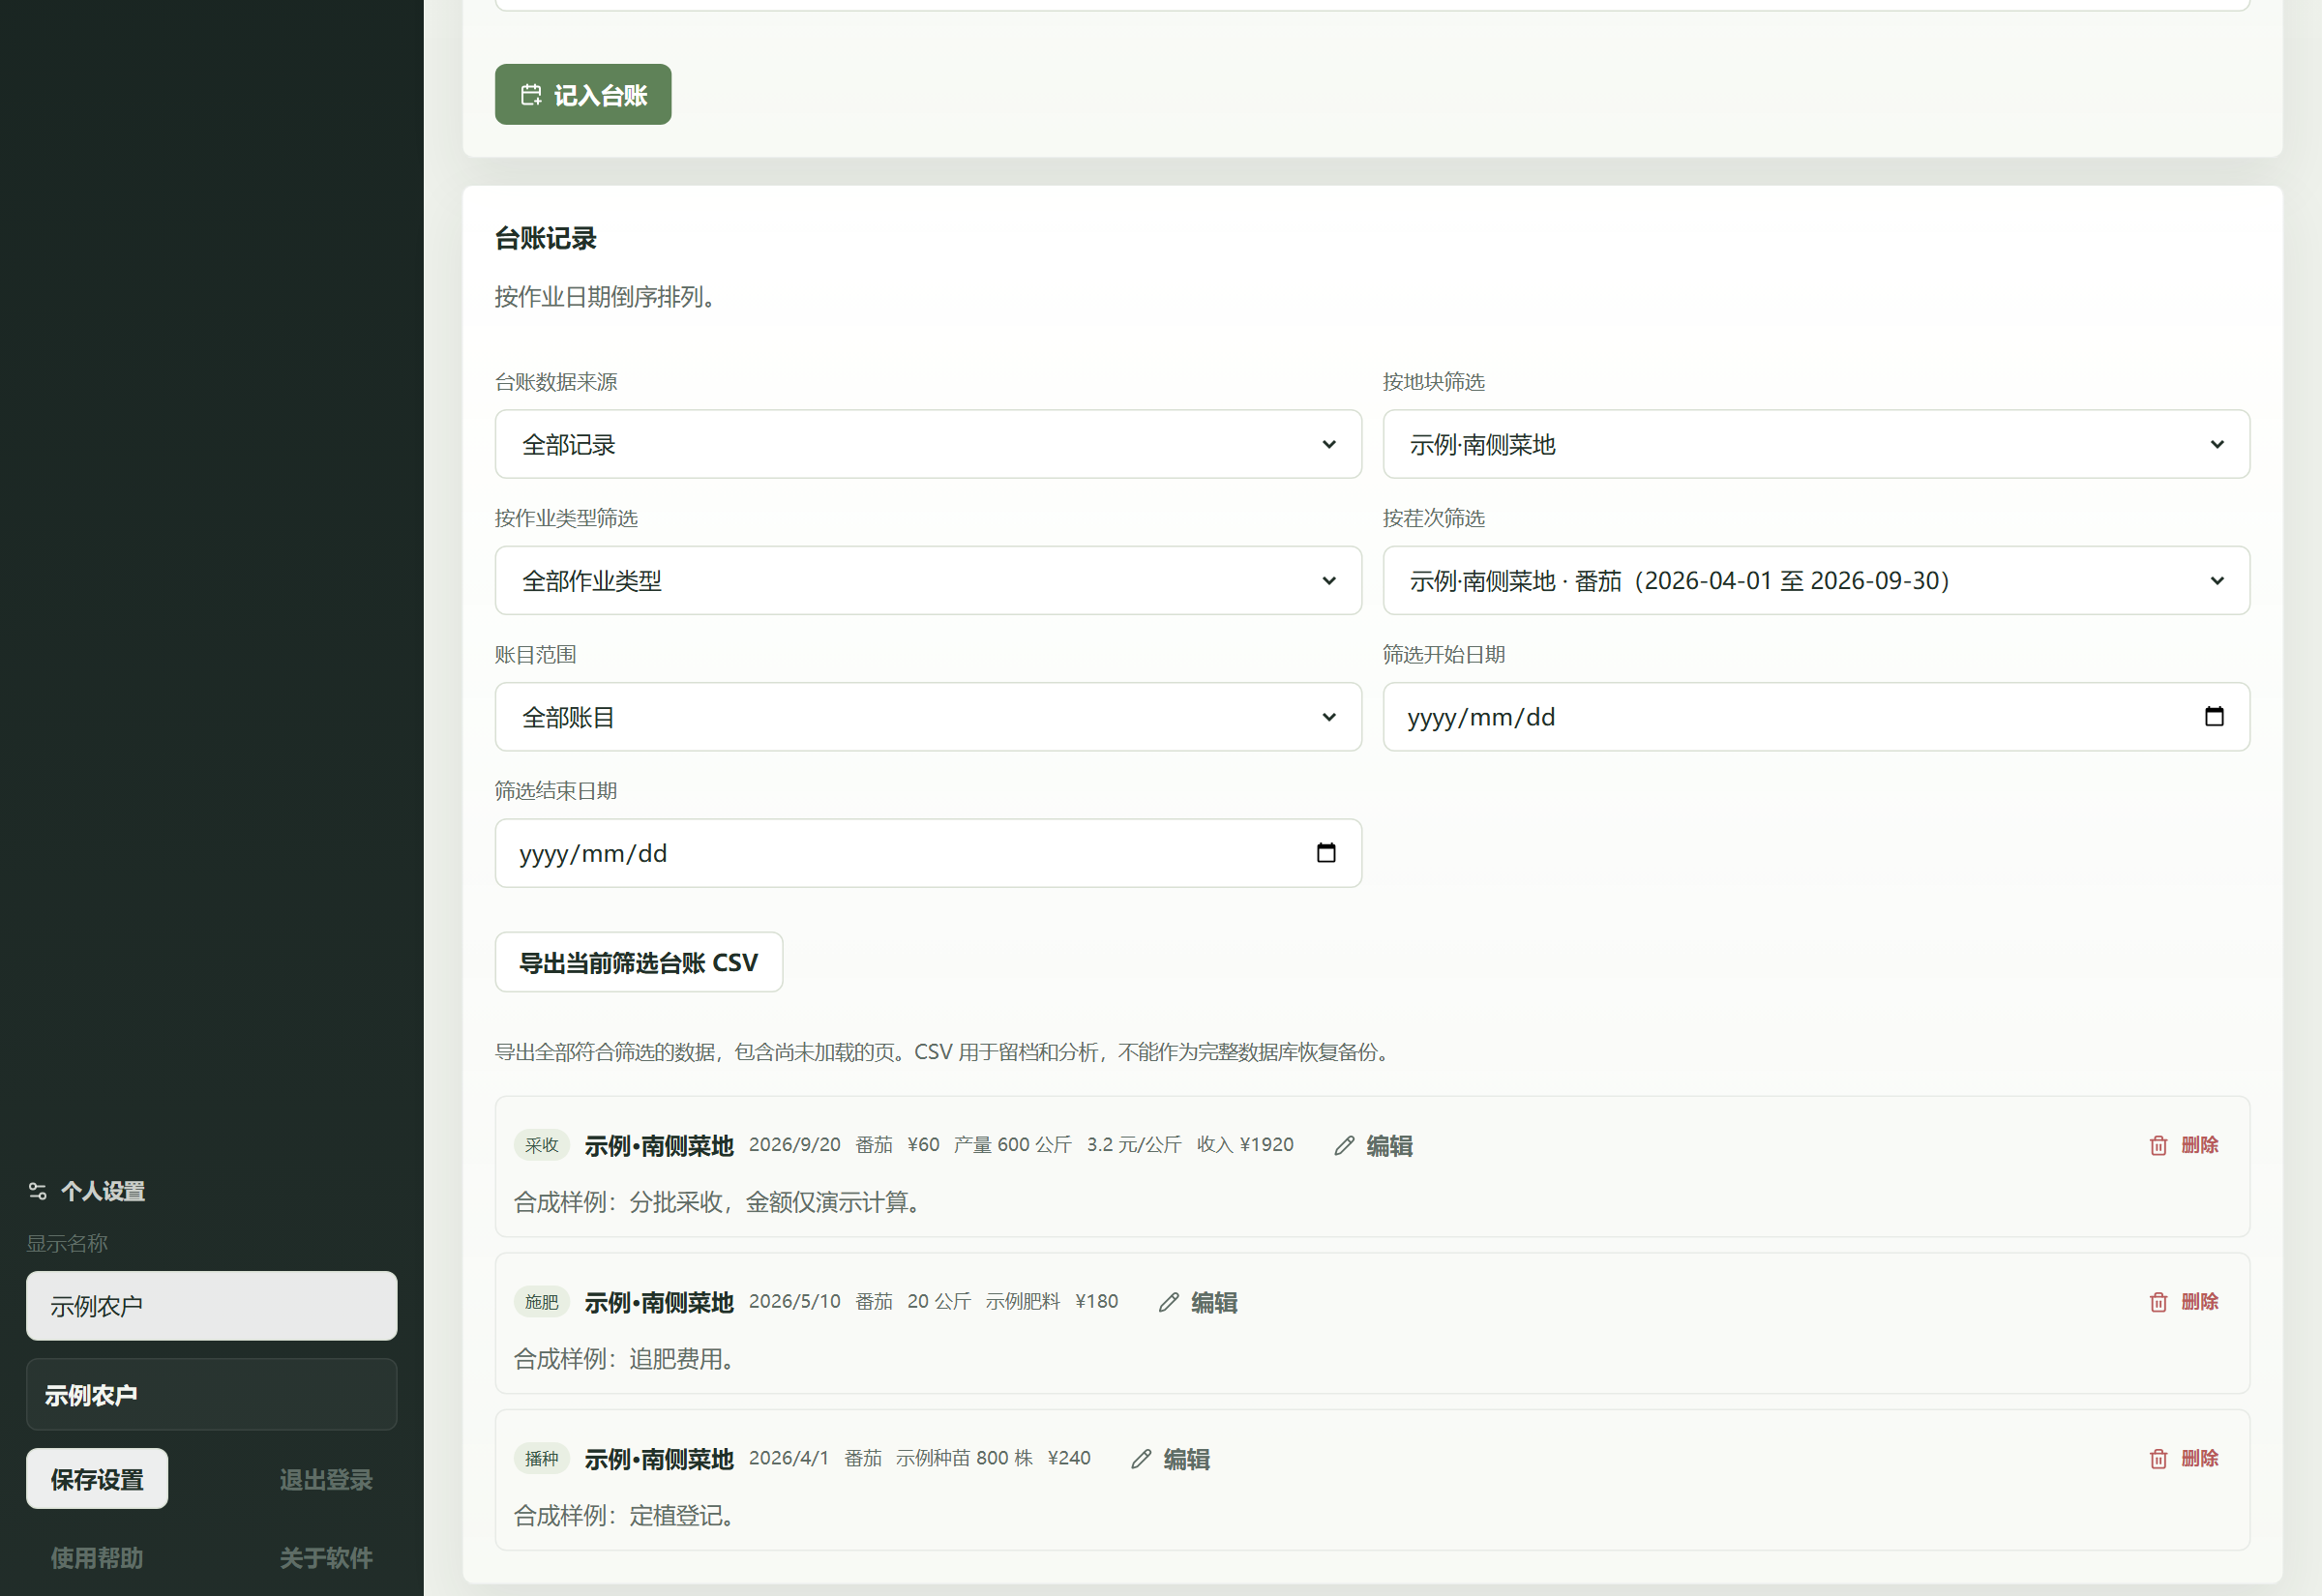 记入台账
台账记录
按作业日期倒序排列。
台账数据来源
按地块筛选
全部记录
示例·南侧菜地
按作业类型筛选
按茬次筛选
全部作业类型
示例·南侧菜地 · 番茄（2026-04-01 至 2026-09-30）
账目范围
筛选开始日期
全部账目
yyyy/mm/dd
筛选结束日期
yyyy/mm/dd
导出当前筛选台账 CSV
导出全部符合筛选的数据，包含尚未加载的页。CSV 用于留档和分析，不能作为完整数据库恢复备份。
采收 示例·南侧菜地 2026/9/20 番茄 ¥60 产量 600 公斤 3.2 元/公斤 收入 ¥1920 编辑 删除
合成样例：分批采收，金额仅演示计算。
施肥 示例·南侧菜地 2026/5/10 番茄 20 公斤 示例肥料 ¥180 编辑 删除
合成样例：追肥费用。
播种 示例·南侧菜地 2026/4/1 番茄 示例种苗 800 株 ¥240 编辑 删除
合成样例：定植登记。
个人设置
显示名称
示例农户
示例农户
保存设置
退出登录
使用帮助
关于软件